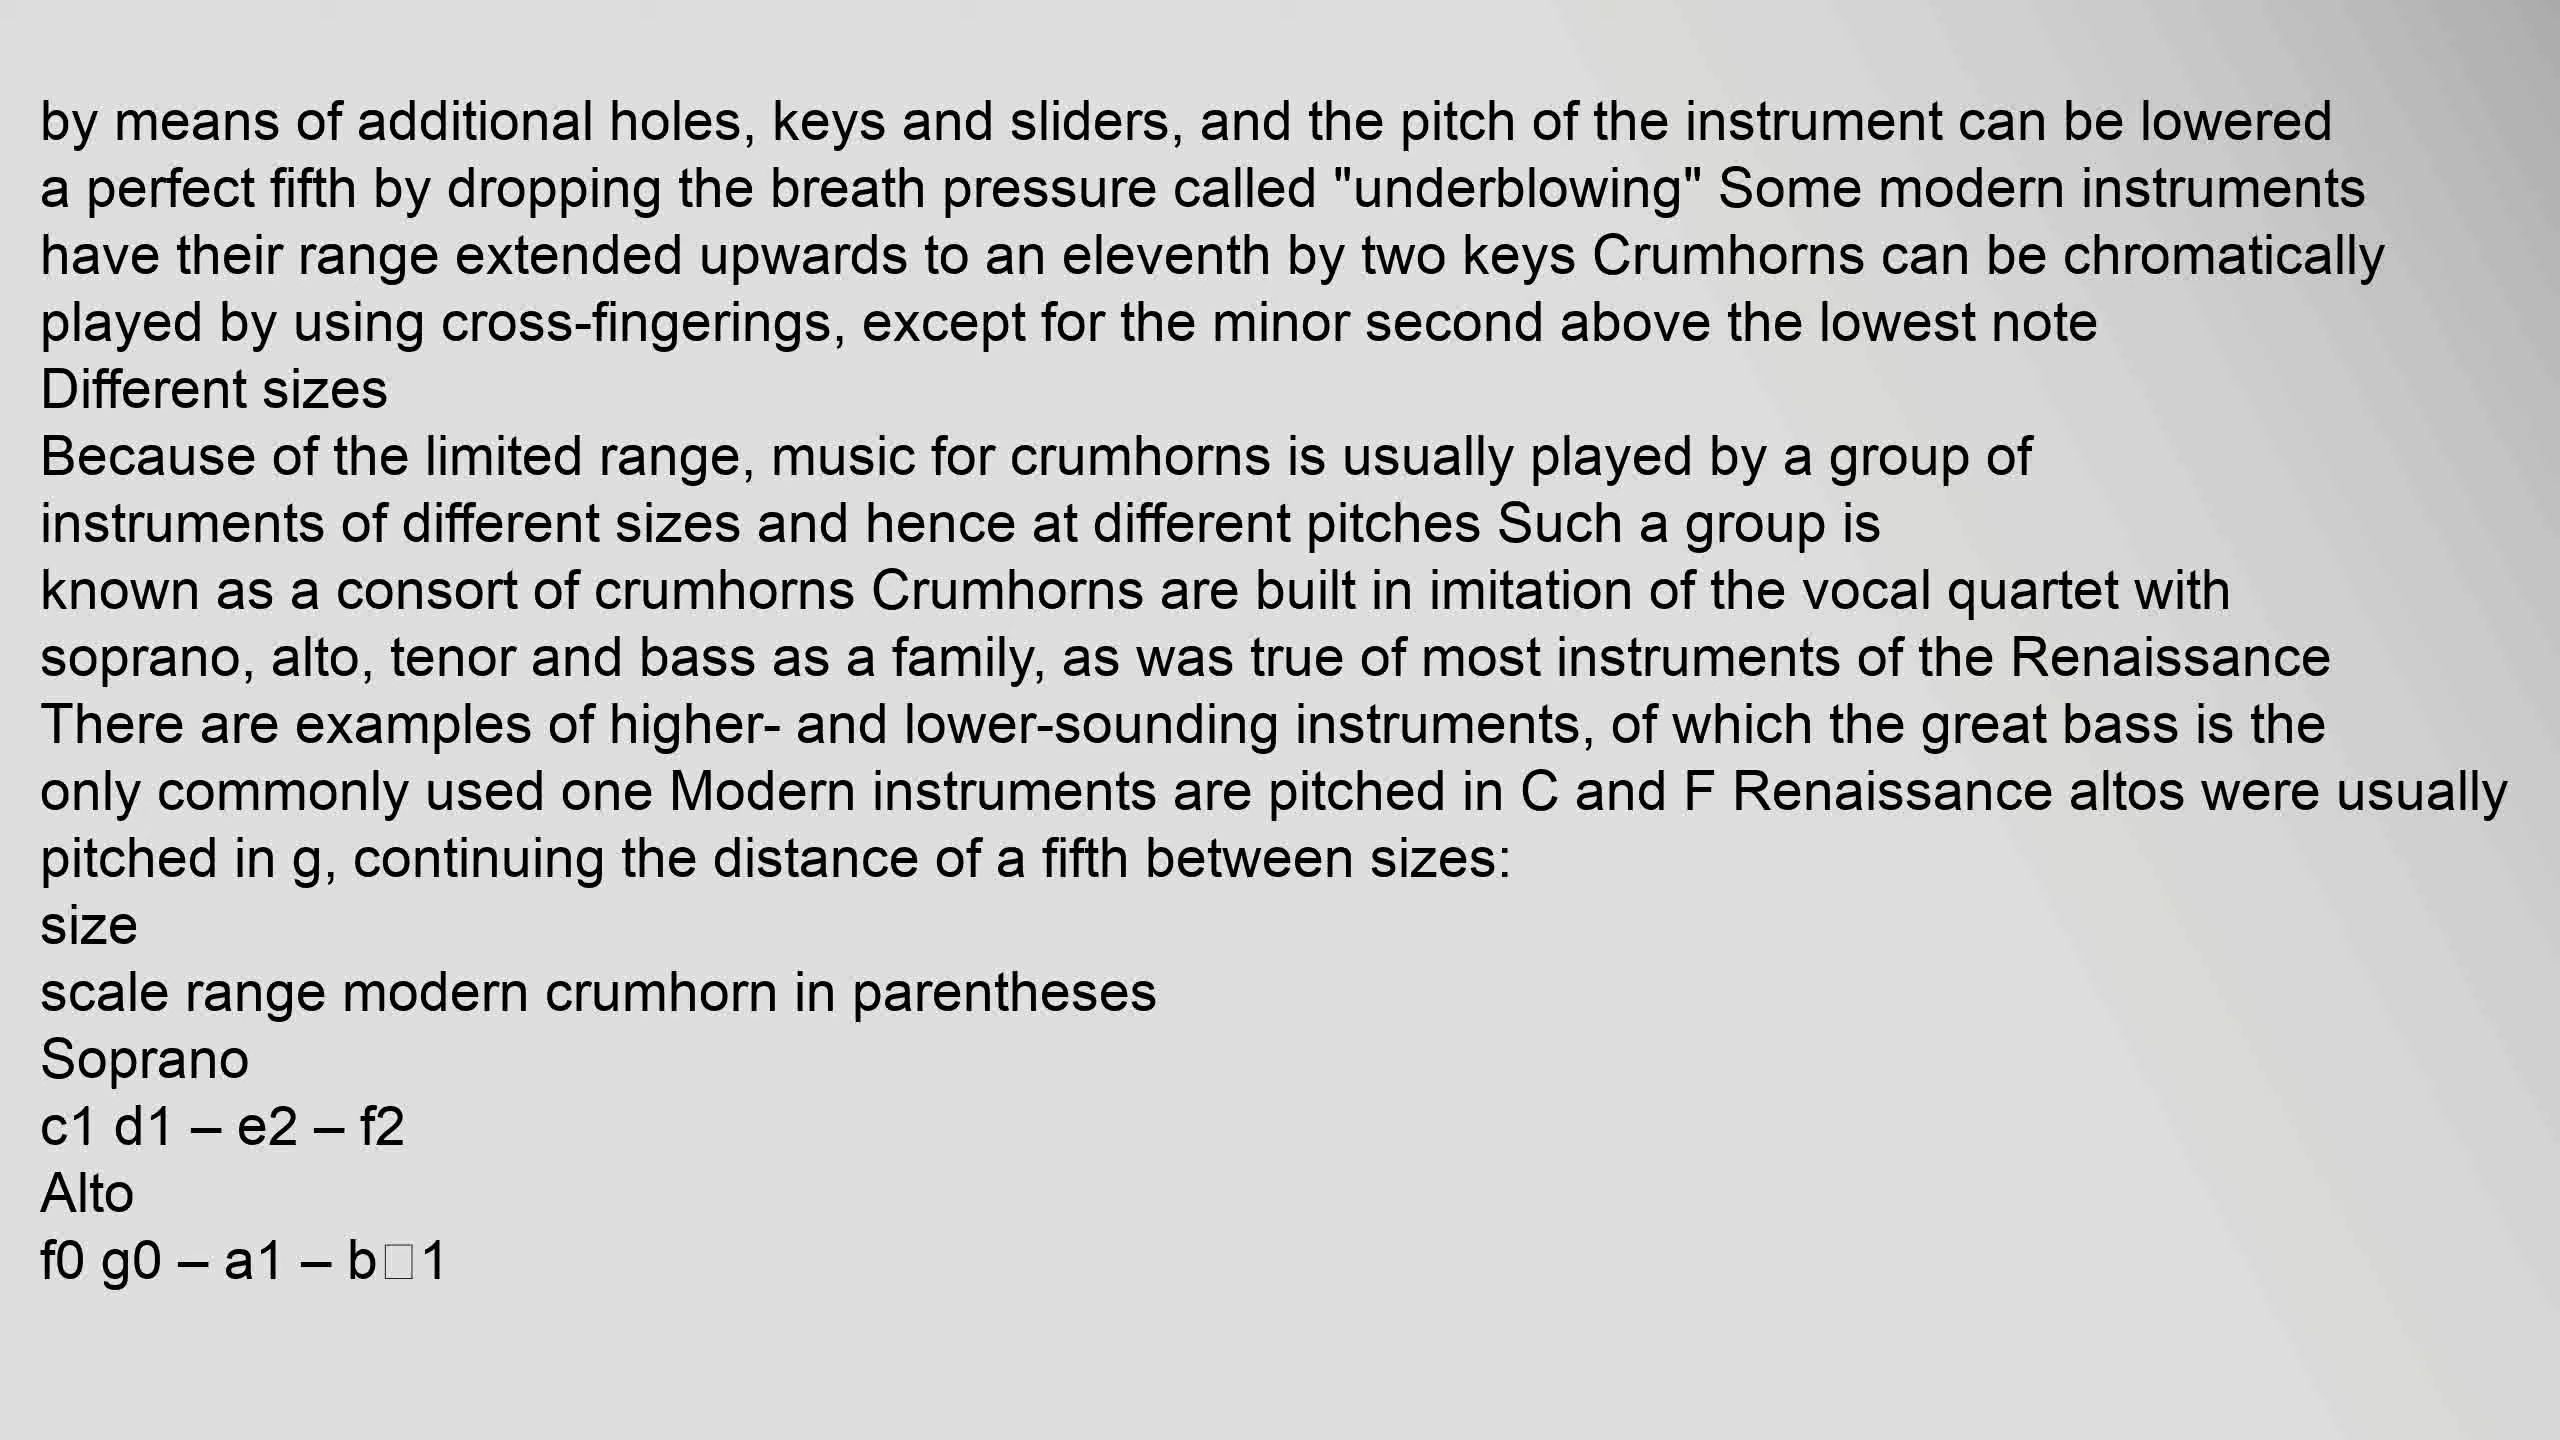 by means of additional holes, keys and sliders, and the pitch of the instrument can be lowered
a perfect fifth by dropping the breath pressure called "underblowing" Some modern instruments
have their range extended upwards to an eleventh by two keys Crumhorns can be chromatically
played by using cross-fingerings, except for the minor second above the lowest note
Different sizes
Because of the limited range, music for crumhorns is usually played by a group of
instruments of different sizes and hence at different pitches Such a group is
known as a consort of crumhorns Crumhorns are built in imitation of the vocal quartet with
soprano, alto, tenor and bass as a family, as was true of most instruments of the Renaissance
There are examples of higher- and lower-sounding instruments, of which the great bass is the
only commonly used one Modern instruments are pitched in C and F Renaissance altos were usually
pitched in g, continuing the distance of a fifth between sizes:
size
scale range modern crumhorn in parentheses
Soprano
c1 d1 – e2 – f2
Alto
f0 g0 – a1 – b□1